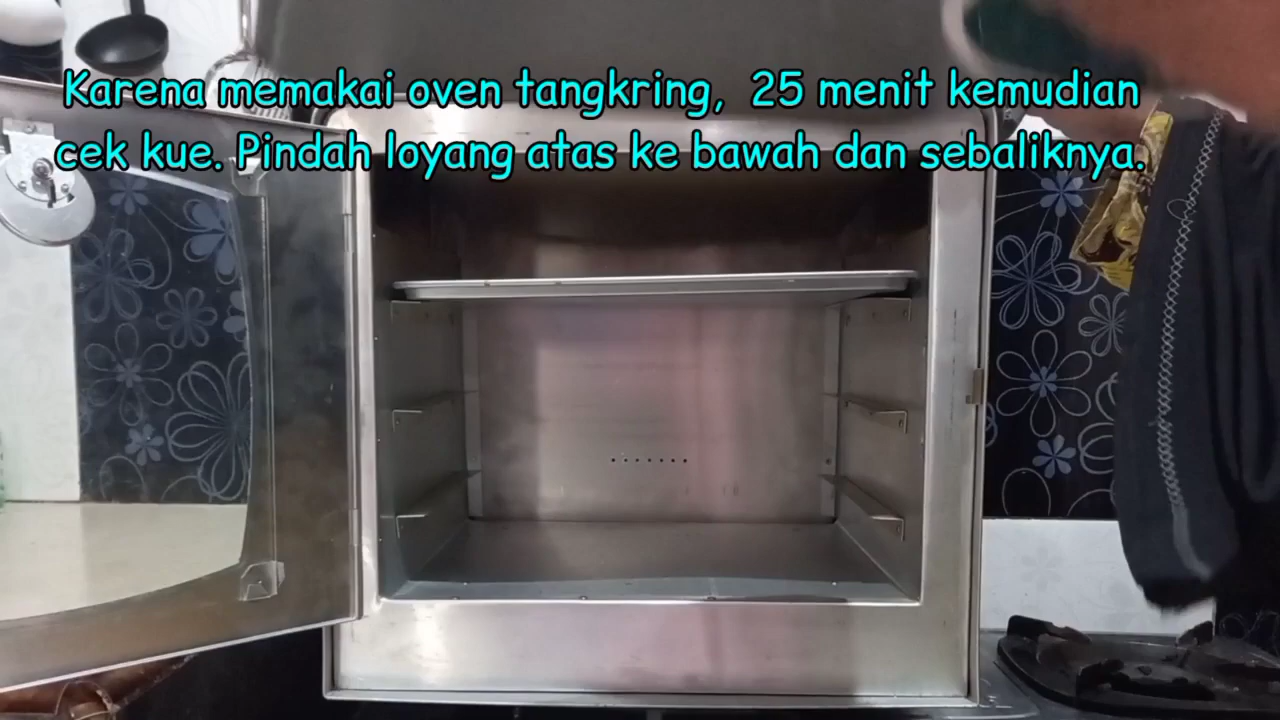 Karena memakai oven tangkring, 25 menit kemudian
cek kue. Pindah loyang atas ke bawah dan sebaliknya.